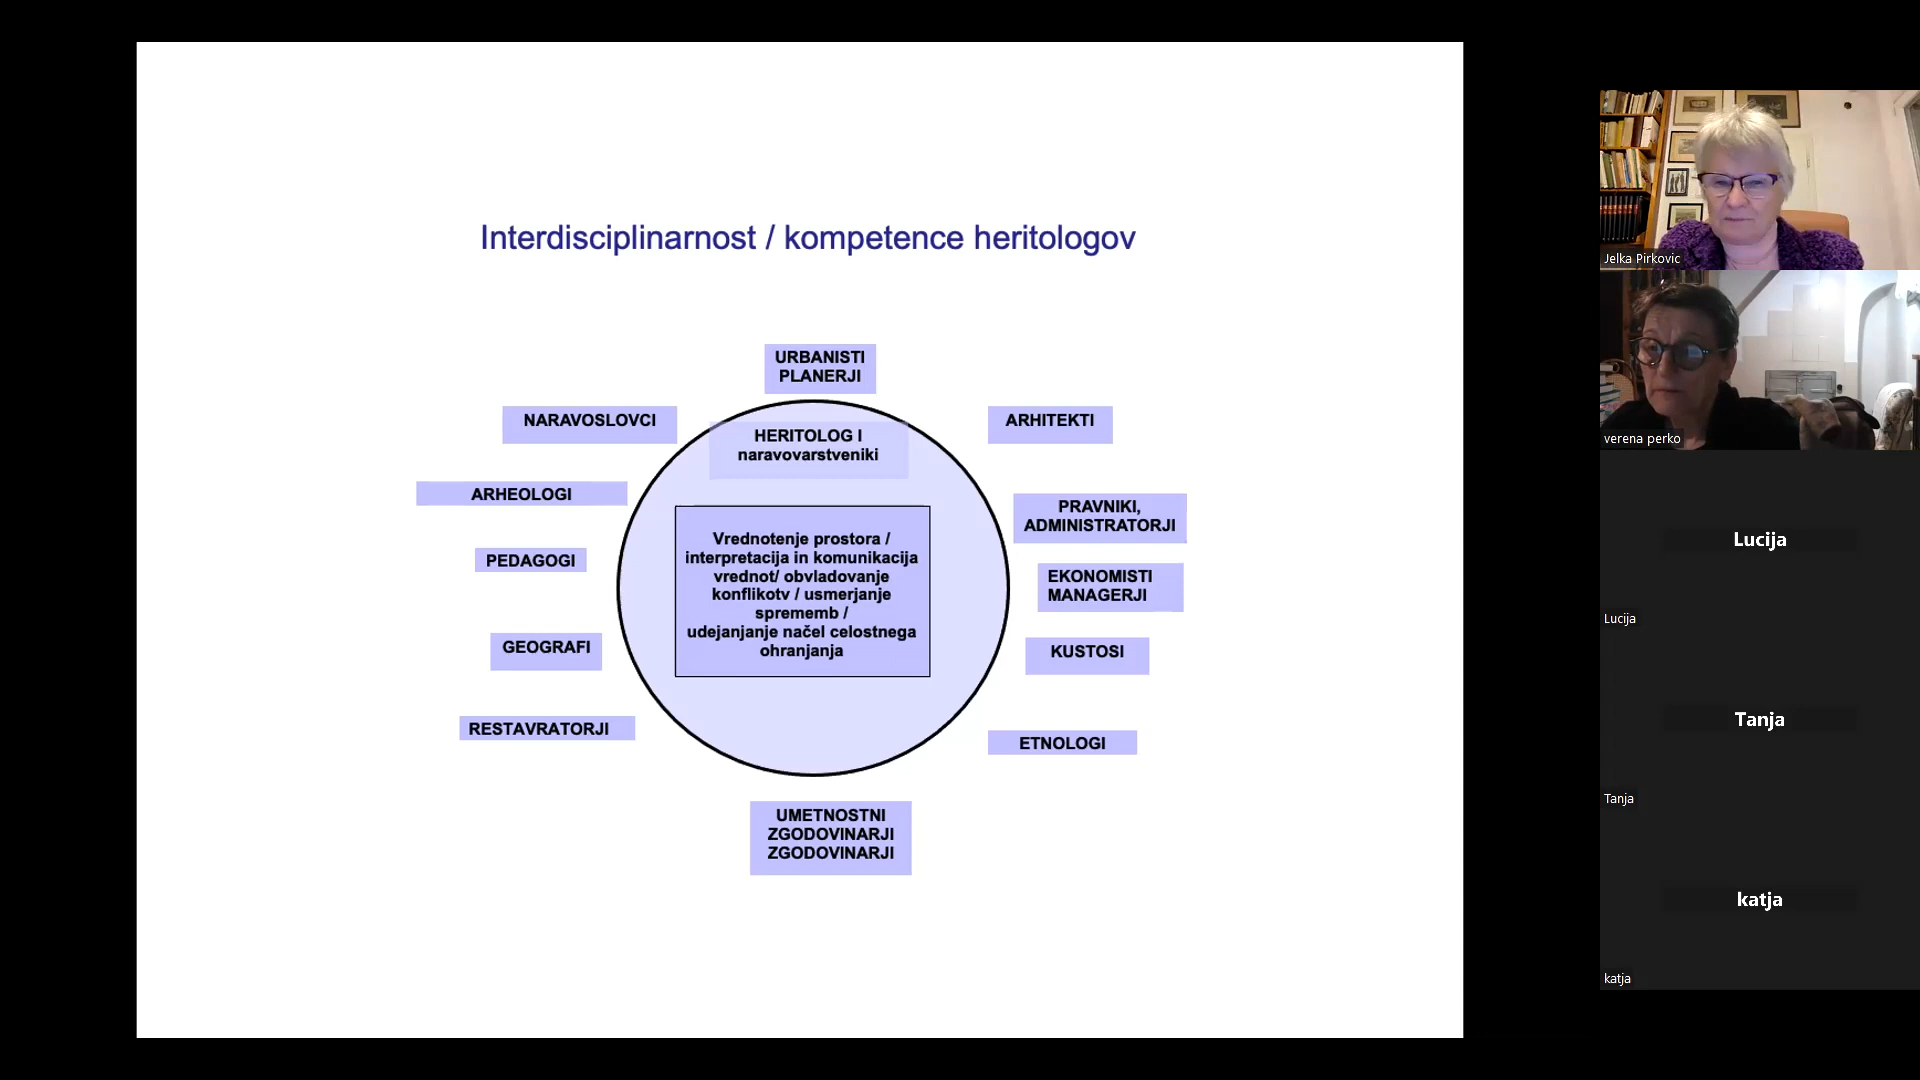 Interdisciplinarnost / kompetence heritologov
URBANISTI
PLANERJI
NARAVOSLOVCI
ARHITEKTI
HERITOLOG I
naravovarstveniki
ARHEOLOGI
PRAVNIKI,
ADMINISTRATORJI
PEDAGOGI
Vrednotenje prostora /
interpretacija in komunikacija
vrednot/ obvladovanje
konflikotv / usmerjanje
sprememb /
udejanjanje načel celostnega
ohranjanja
EKONOMISTI
MANAGERJI
GEOGRAFI
KUSTOSI
RESTAVRATORJI
ETNOLOGI
UMETNOSTNI
ZGODOVINARJI
ZGODOVINARJI
Jelka Pirkovic
verena perko
Lucija
Lucija
Tanja
Tanja
katja
katja